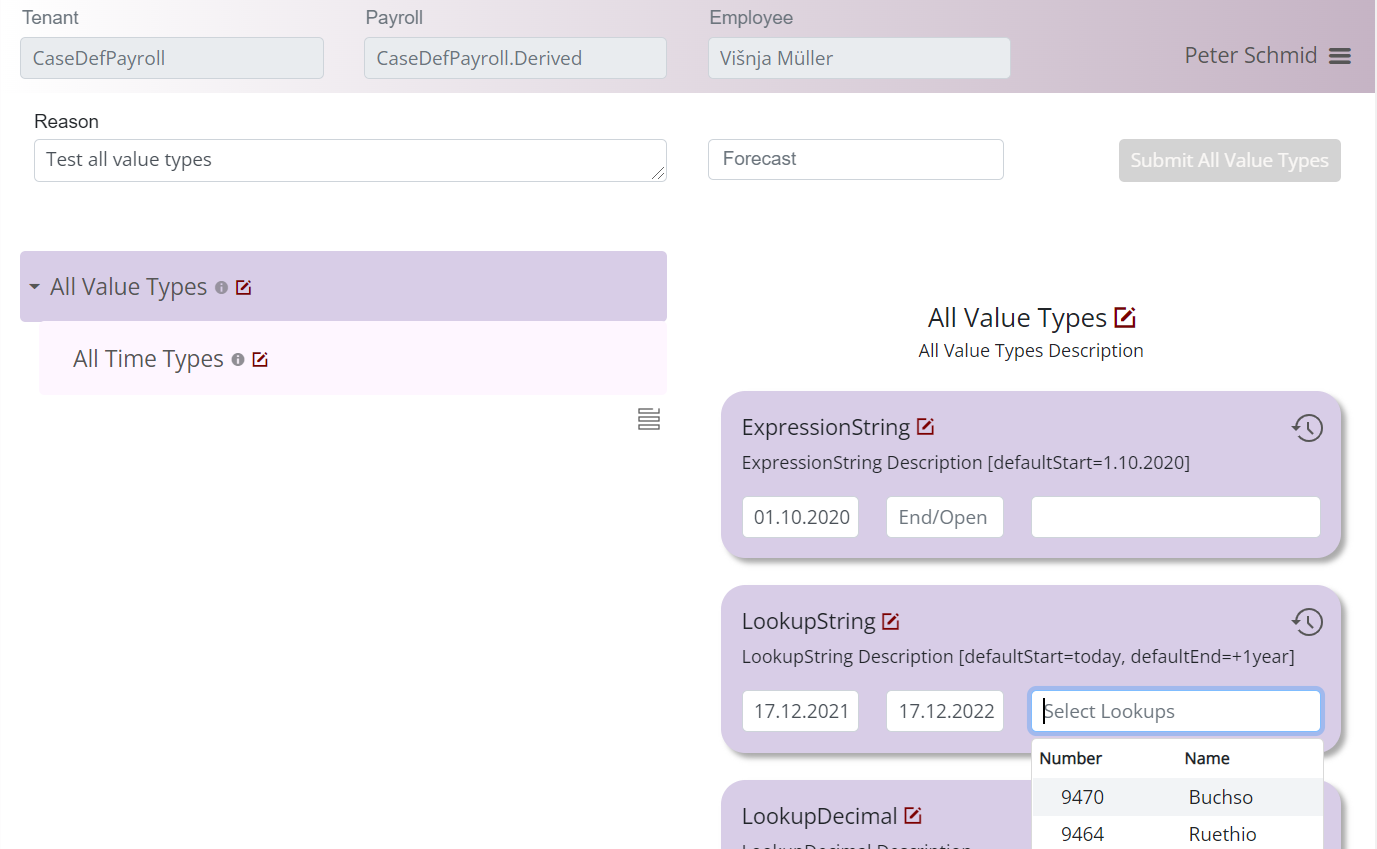 Tenant
Payroll
Employee
CaseDefPayroll
CaseDefPayroll.Derived
Višnja Müller
Peter Schmid
Reason
Test all value types
Forecast
Submit All Value Types
All Value Types
All Time Types
All Value Types
All Value Types Description
ExpressionString
ExpressionString Description [defaultStart=1.10.2020]
01.10.2020
End/Open
LookupString
LookupString Description [defaultStart=today, defaultEnd=+1year]
17.12.2021
17.12.2022
Select Lookups
Number
Name
9470
Buchso
9464
Ruethio
LookupDecimal
LookupDecimal Description